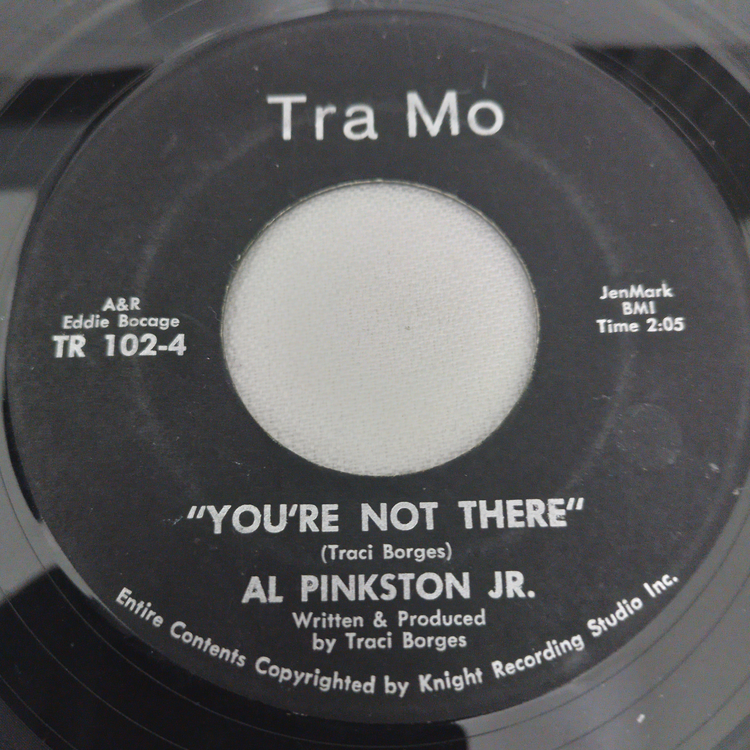 Tra Mo
A&R
Eddie Bocage
TR 102-4
JenMark
BMI
Time 2:05
"YOU'RE NOT THERE"
(Traci Borges)
AL PINKSTON JR.
Written & Produced
by Traci Borges
Entire Contents Copyrighted by Knight Recording Studio Inc.